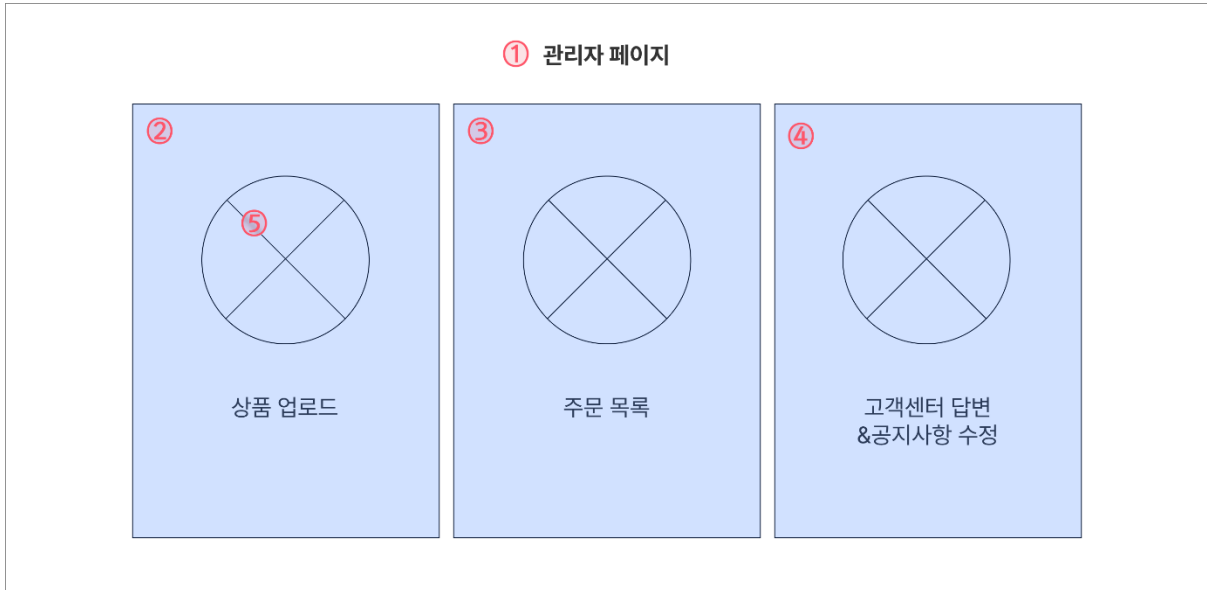 ① 관리자 페이지
②
③
④
⑤
상품 업로드
주문 목록
고객센터 답변
&공지사항 수정